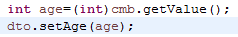 int age=(int)cmb.getValue();
dto.setAge(age);